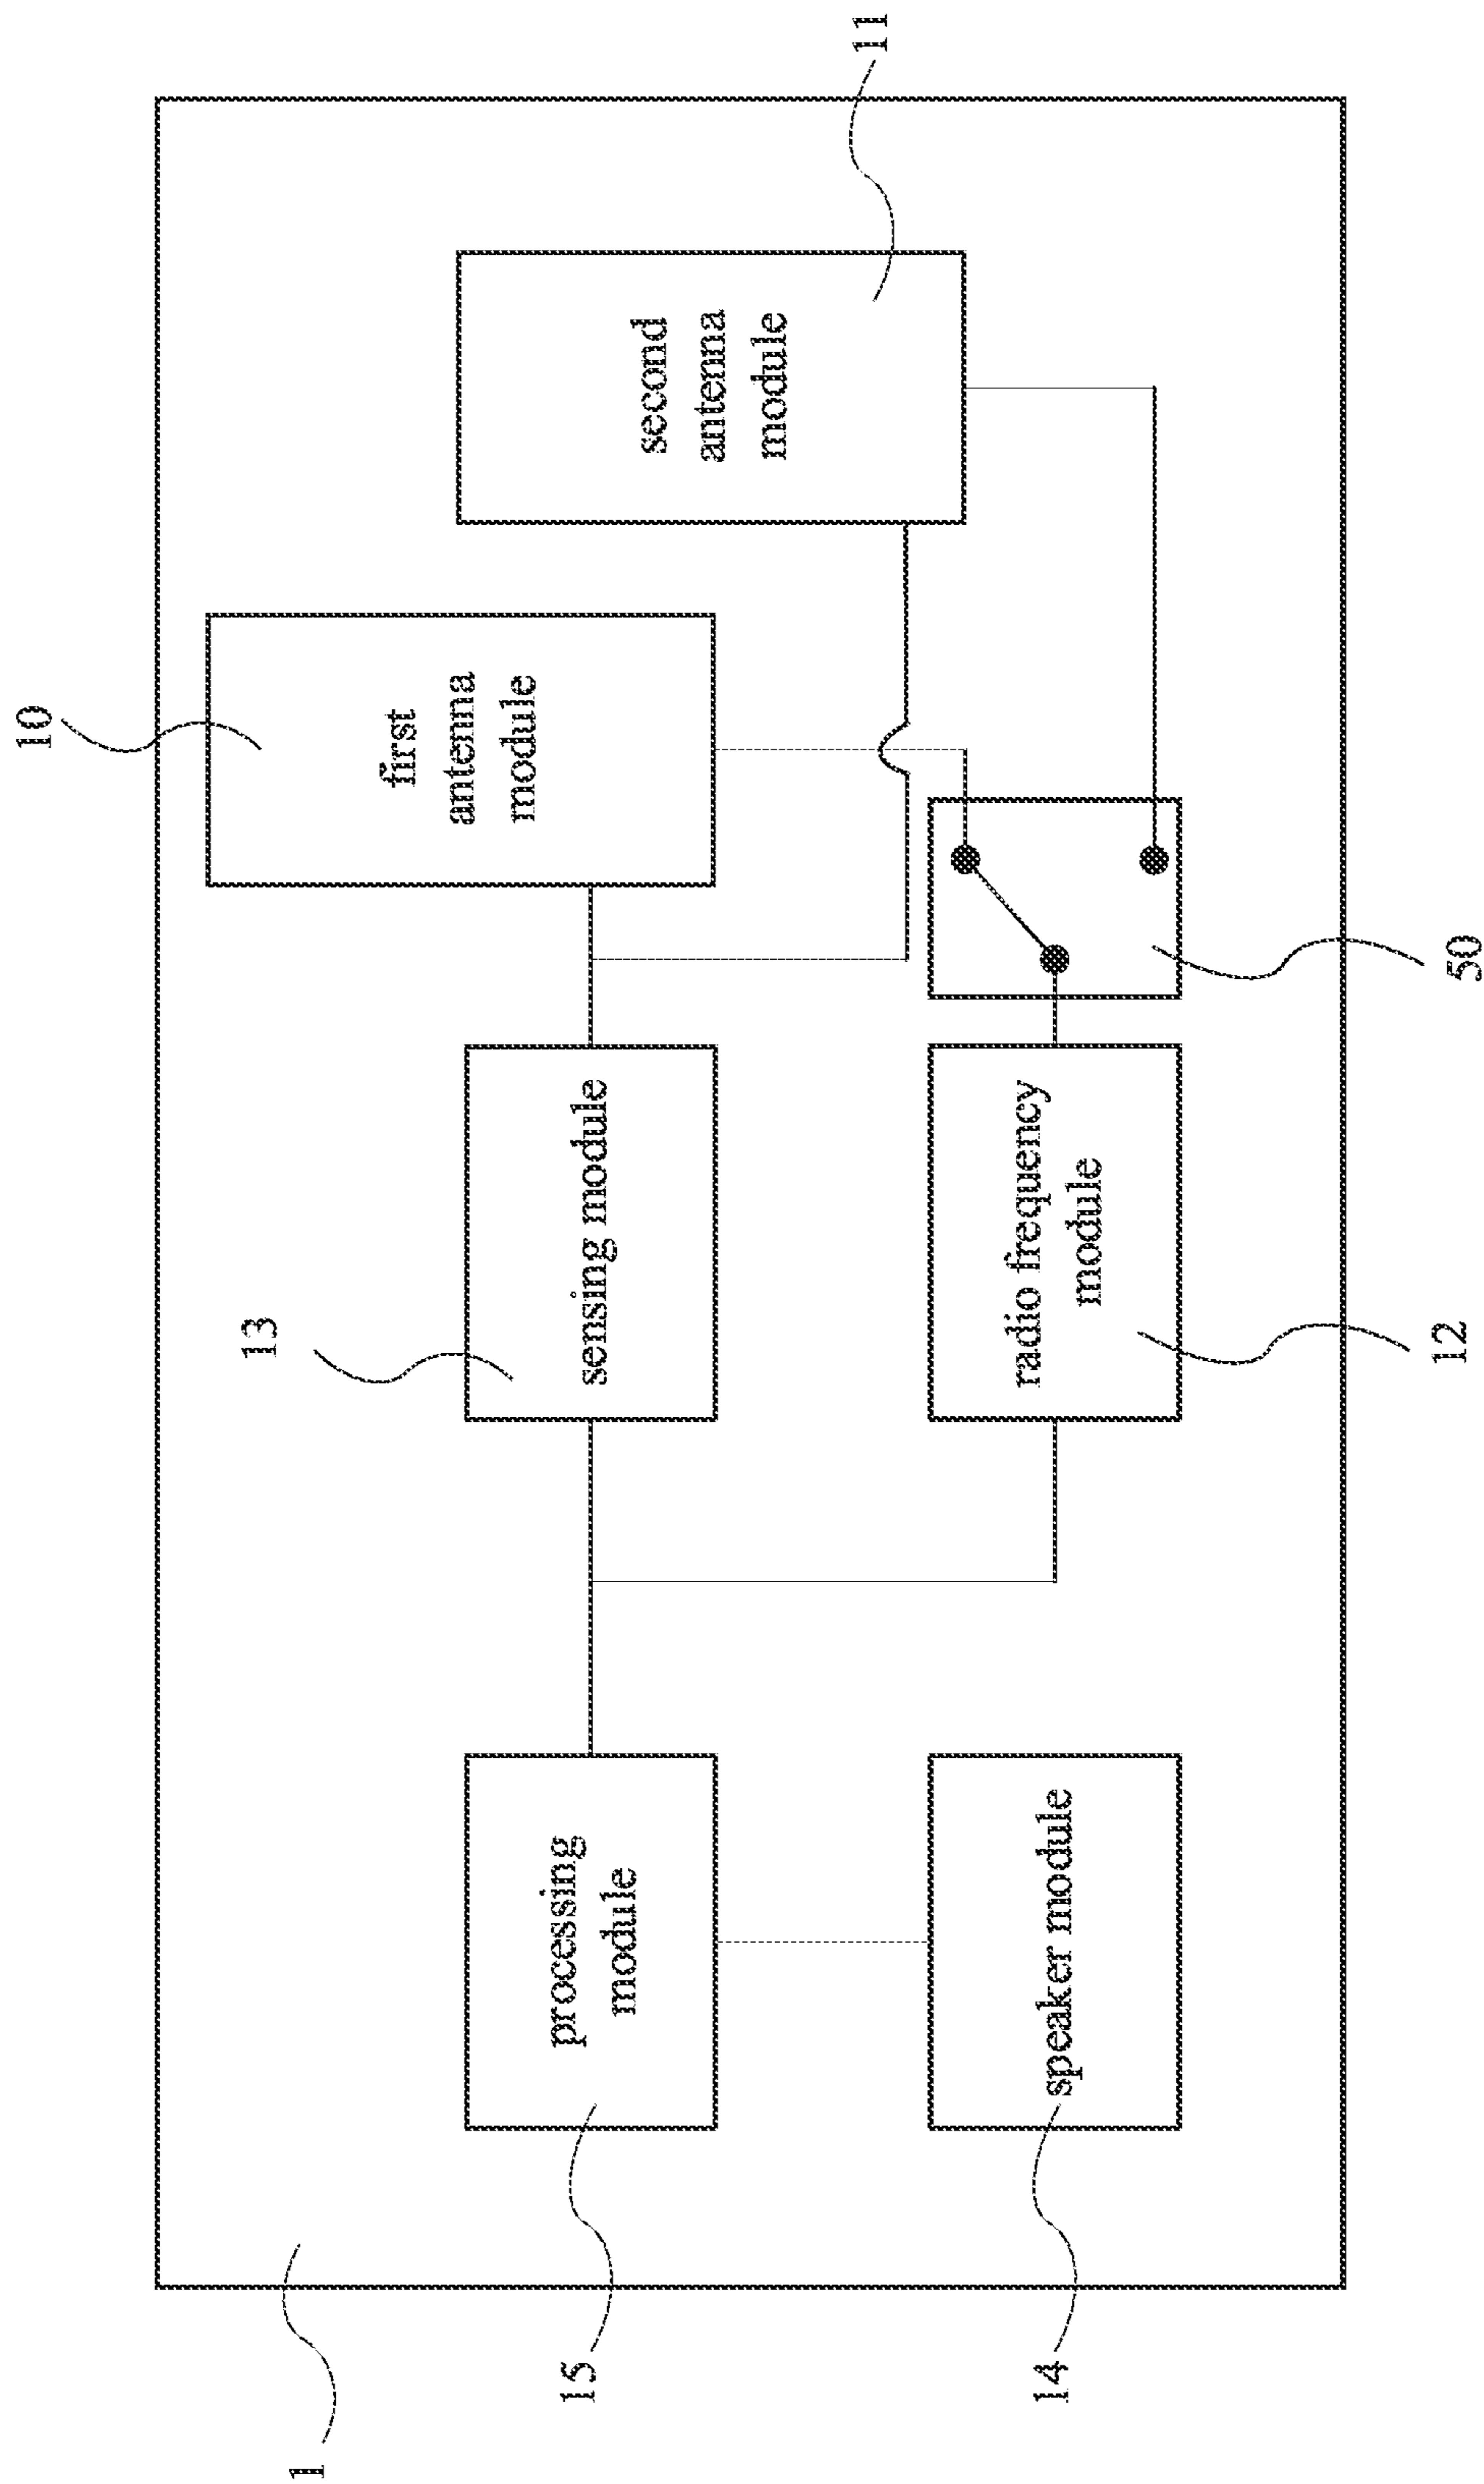 1
10
first
antenna
module
second
antenna
module
11
13
sensing module
processing
module
15
radio frequency
module
12
50
speaker module
14